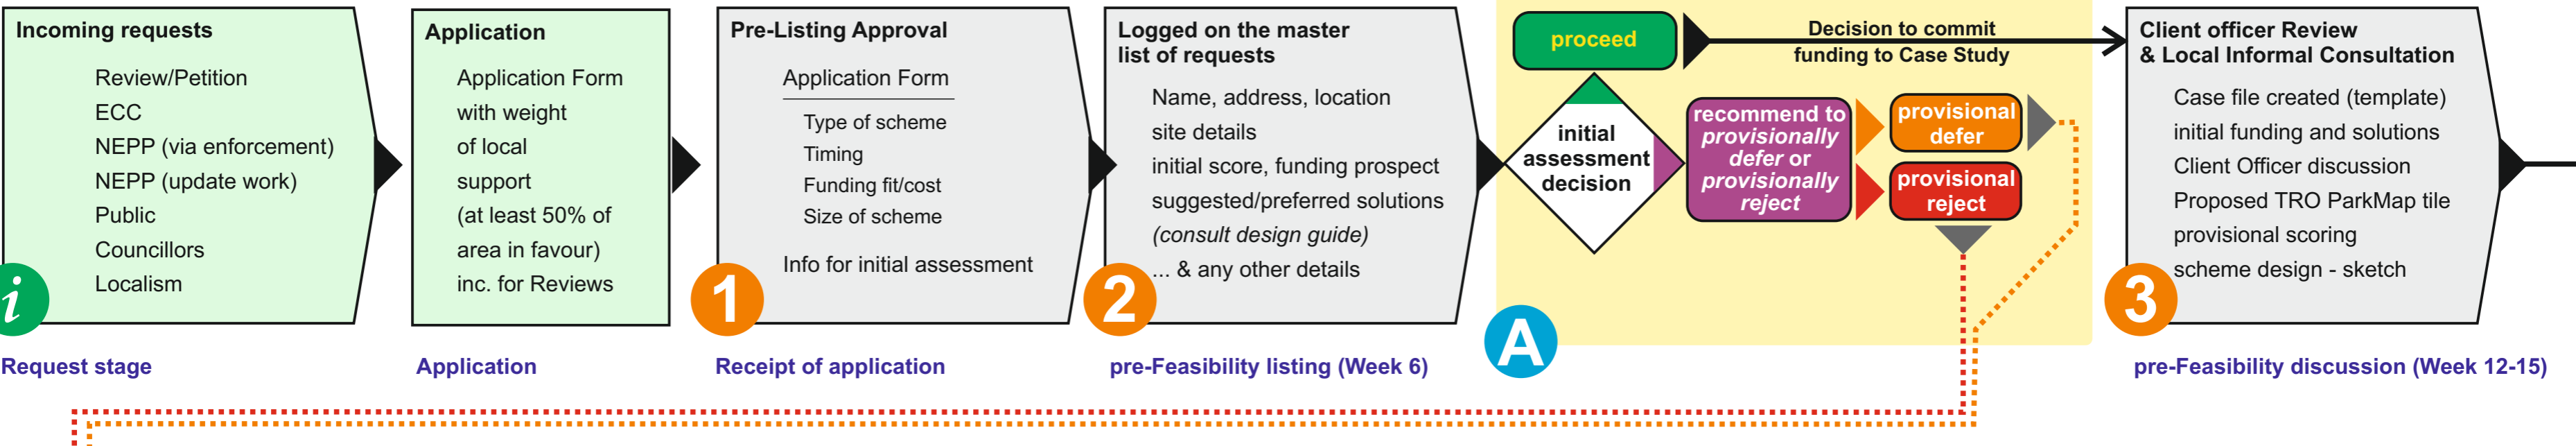 Incoming requests
Review/Petition
ECC
NEPP (via enforcement)
NEPP (update work)
Public
Councillors
Localism
i
Request stage
Application
Application Form
with weight
of local
support
(at least 50% of
area in favour)
inc. for Reviews
Application
Pre-Listing Approval
Application Form
Type of scheme
Timing
Funding fit/cost
Size of scheme
Info for initial assessment
1
Receipt of application
Logged on the master
list of requests
Name, address, location
site details
initial score, funding prospect
suggested/preferred solutions
(consult design guide)
... & any other details
2
pre-Feasibility listing (Week 6)
proceed
Decision to commit
funding to Case Study
initial
assessment
decision
recommend to
provisionally
defer or
provisionally
reject
provisional
defer
provisional
reject
A
Client officer Review
& Local Informal Consultation
Case file created (template)
initial funding and solutions
Client Officer discussion
Proposed TRO ParkMap tile
provisional scoring
scheme design - sketch
3
pre-Feasibility discussion (Week 12-15)